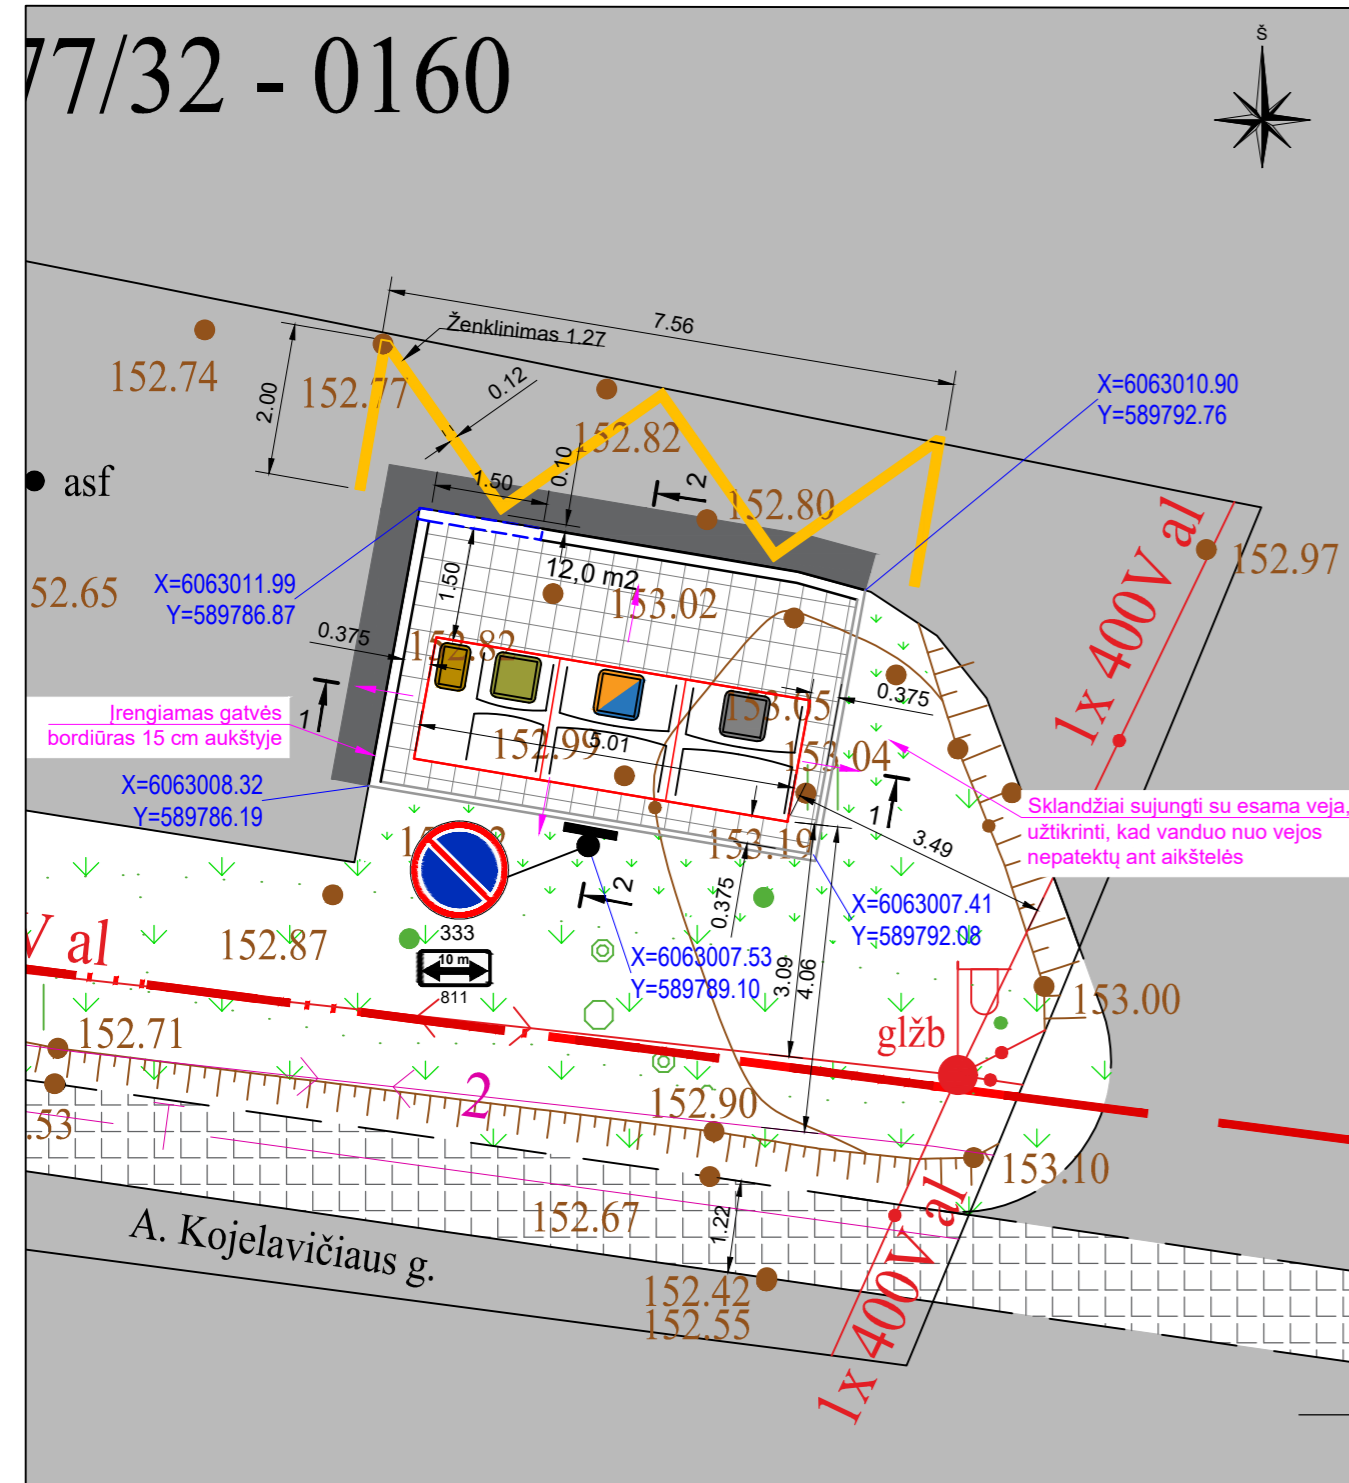 77/32 - 0160
Š
7.56
Ženklinimas 1.27
2.00
0.12
152.74
152.77
152.82
X=6063010.90
Y=589792.76
asf
1.50
0.10
2
152.80
152.97
1x 400V al
12,0 m2
1.50
153.02
52.65
X=6063011.99
Y=589786.87
0.375
152.82
153.05
0.375
Įrengiamas gatvės
bordiūras 15 cm aukštyje
1
152.99
5.01
153.04
X=6063008.32
Y=589786.19
1
Sklandžiai sujungti su esama veja,
užtikrinti, kad vanduo nuo vejos
nepatektų ant aikštelės
153.19
3.49
2
0.375
X=6063007.41
Y=589792.08
333
10 m
811
152.87
V al
X=6063007.53
Y=589789.10
3.09
4.06
glžb
153.00
152.71
2
152.90
.53
153.10
152.67
1.22
A. Kojelavičiaus g.
152.42
152.55
1x 400V al